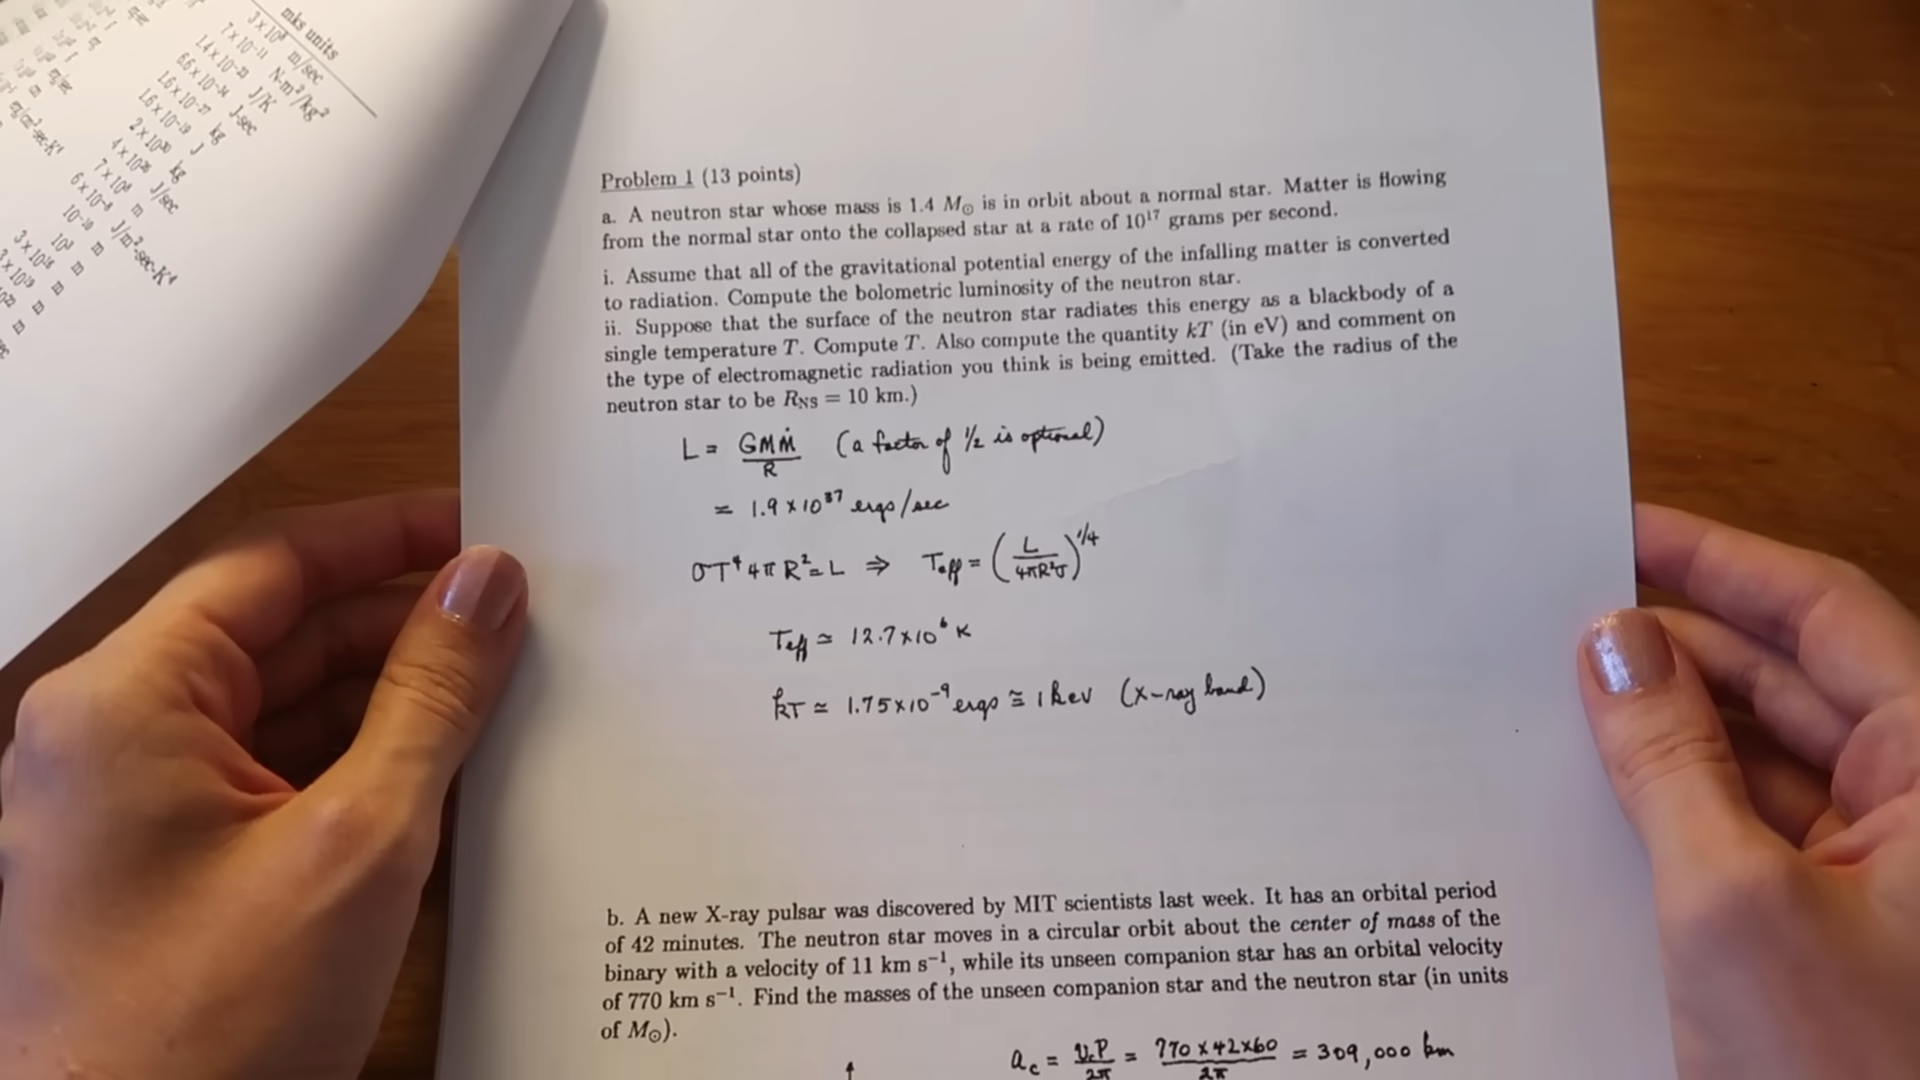 mks units
3×10⁸ m/sec
7×10⁻¹¹ N-m²/kg²
1.4×10⁻²³ J/K
6.6×10⁻³⁴ J-sec
1.6×10⁻²⁷ kg
1.6×10⁻¹⁹ J
2×10³⁰ kg
4×10²⁶ J/sec
7×10⁸ m
6×10⁻⁸ J/m²-sec-K⁴
10⁻¹⁰ m
10³ m
3×10¹⁶ m
3×10¹⁹ m
Problem 1 (13 points)
a. A neutron star whose mass is 1.4 M⊙ is in orbit about a normal star. Matter is flowing
from the normal star onto the collapsed star at a rate of 10¹⁷ grams per second.
i. Assume that all of the gravitational potential energy of the infalling matter is converted
to radiation. Compute the bolometric luminosity of the neutron star.
ii. Suppose that the surface of the neutron star radiates this energy as a blackbody of a
single temperature T. Compute T. Also compute the quantity kT (in eV) and comment on
the type of electromagnetic radiation you think is being emitted. (Take the radius of the
neutron star to be R_NS = 10 km.)
L = GMṀ/R (a factor of 1/2 is optional)
= 1.9×10³⁷ ergs/sec
σT⁴4πR² = L ⇒ Teff = (L/4πR²σ)^1/4
Teff ≃ 12.7×10⁶ K
kT ≃ 1.75×10⁻⁹ ergs ≅ 1 keV (X-ray band)
b. A new X-ray pulsar was discovered by MIT scientists last week. It has an orbital period
of 42 minutes. The neutron star moves in a circular orbit about the center of mass of the
binary with a velocity of 11 km s⁻¹, while its unseen companion star has an orbital velocity
of 770 km s⁻¹. Find the masses of the unseen companion star and the neutron star (in units
of M⊙).
a_c = v_cP/2π = 770×42×60/2π = 309,000 km